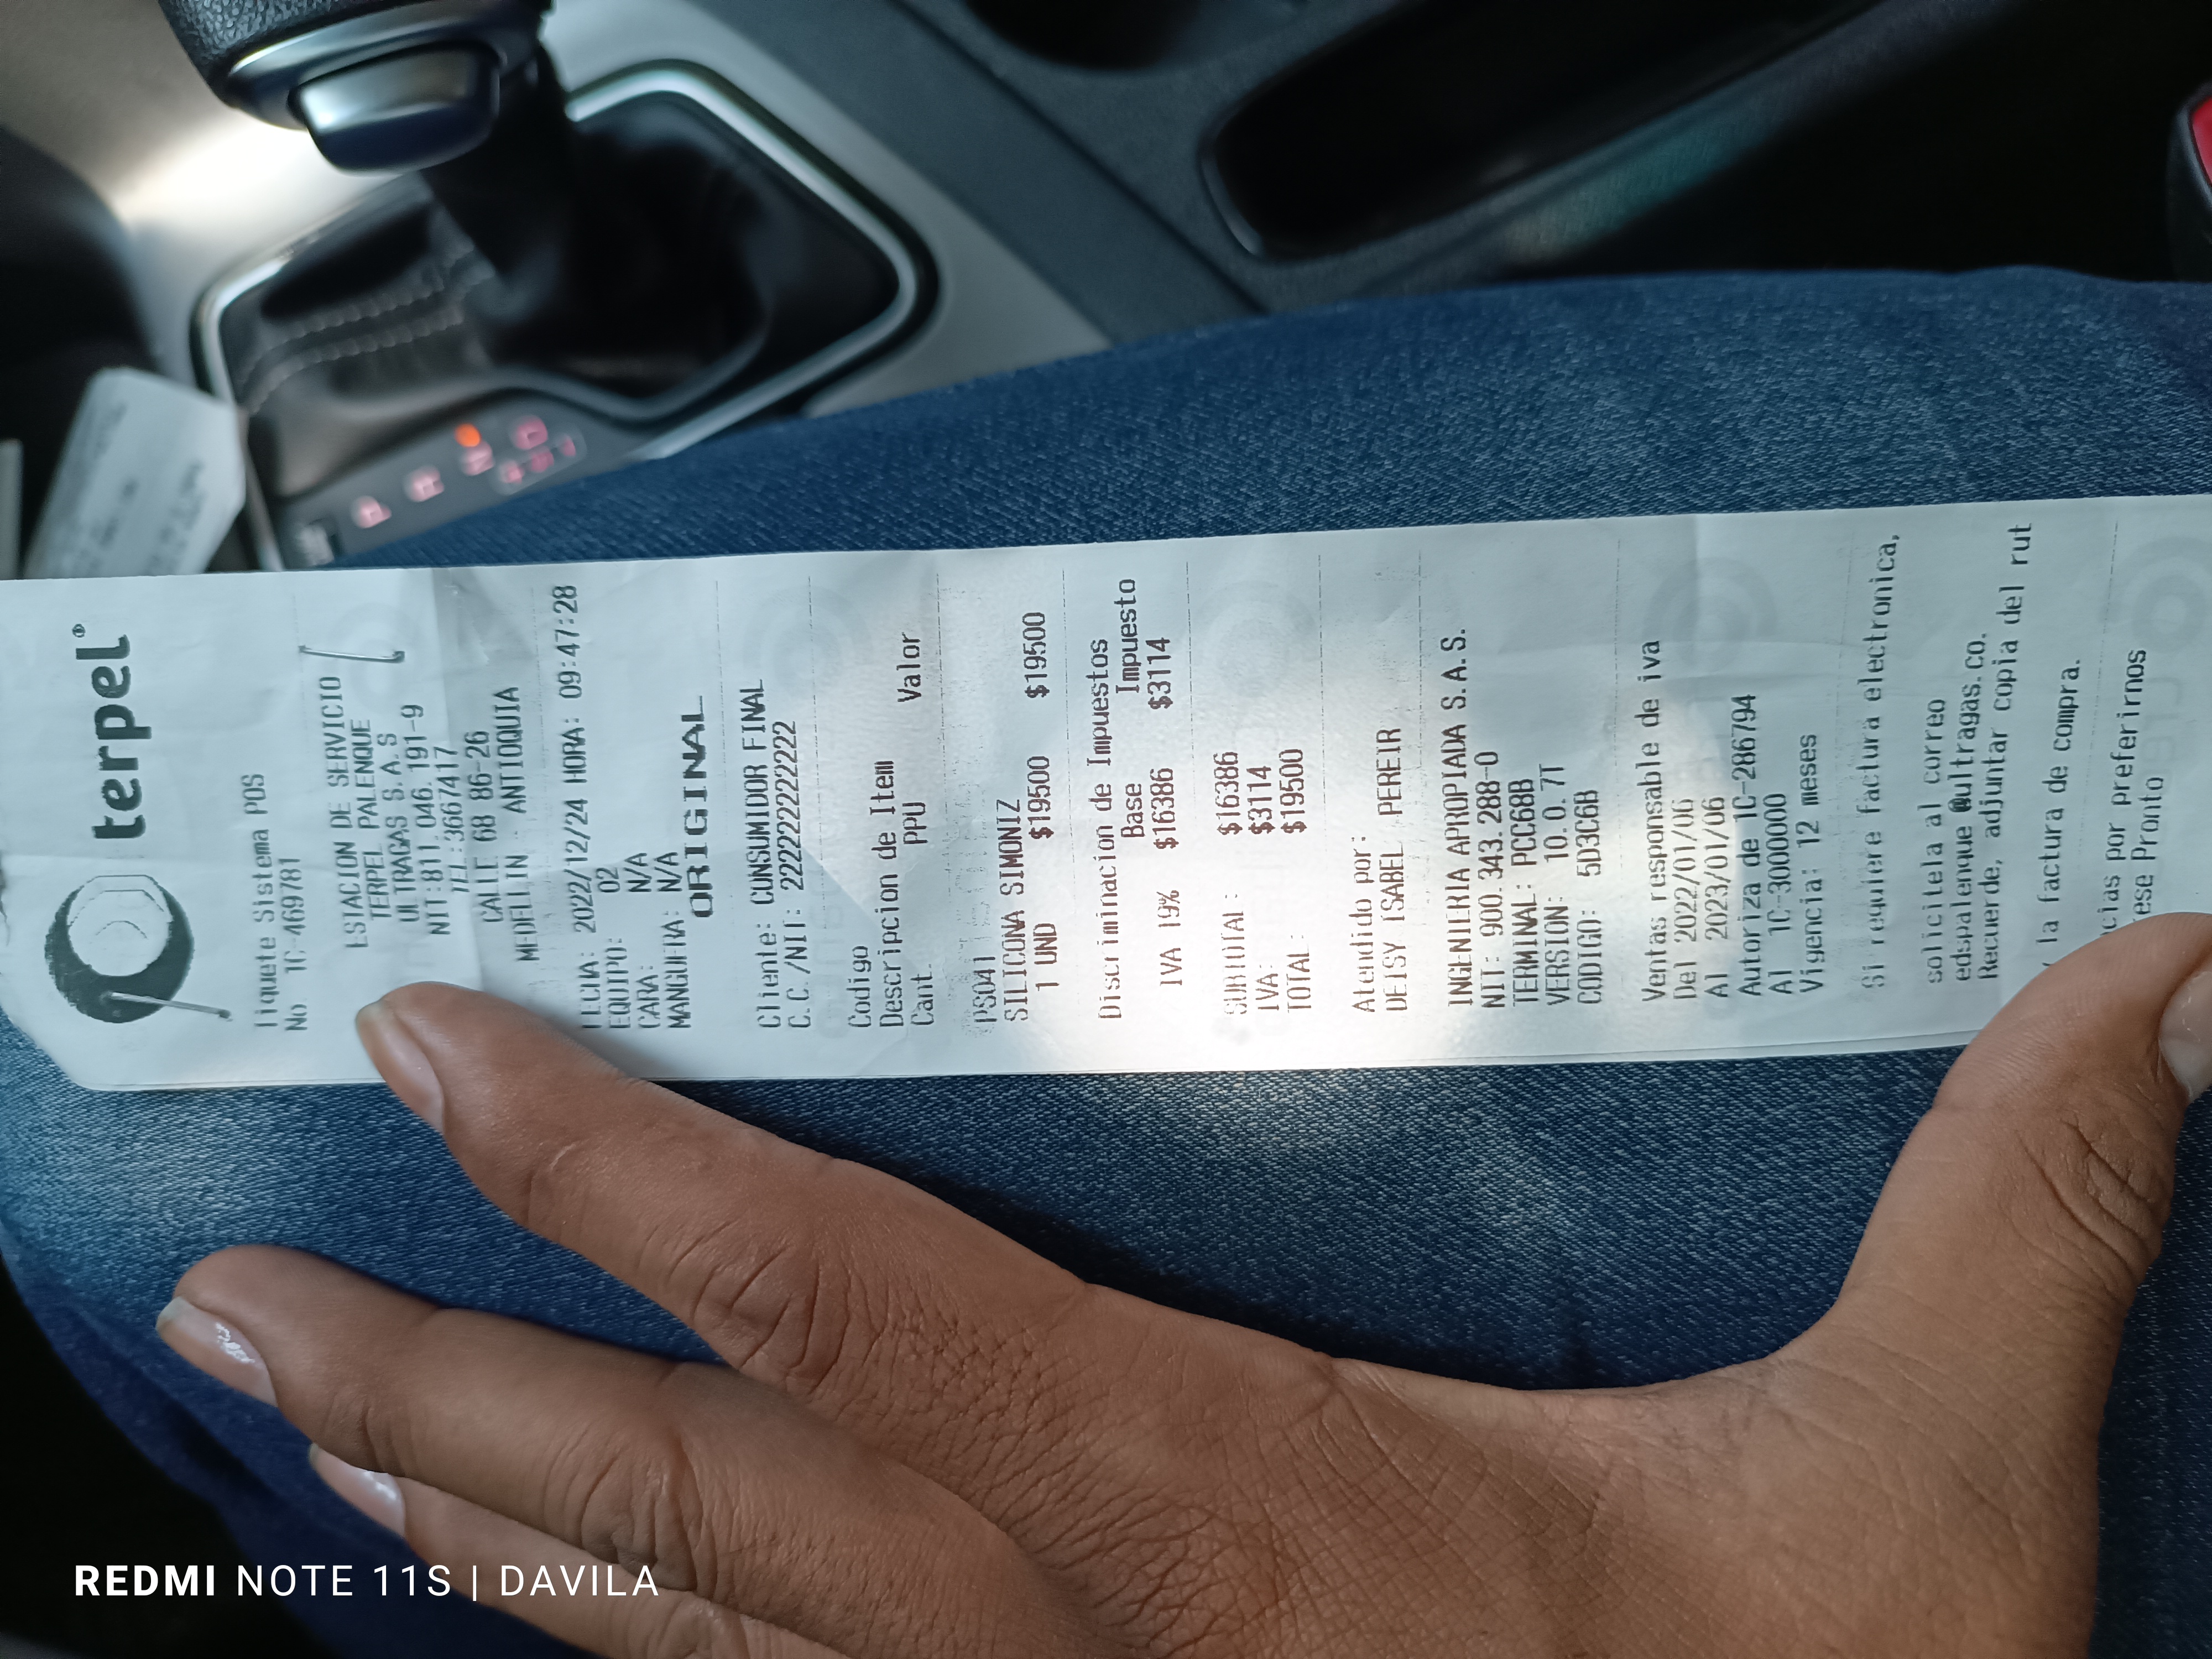 terpel®
Tiquete Sistema POS
No 1C-469781
ESTACION DE SERVICIO
TERPEL PALENQUE
ULTRAGAS S.A.S
NIT:811.046.191-9
TEL:3667417
CALLE 68 86-26
MEDELLIN - ANTIOQUIA
FECHA: 2022/12/24 HORA: 09:47:28
EQUIPO: 02
CARA: N/A
MANGUERA: N/A
ORIGINAL
Cliente: CONSUMIDOR FINAL
C.C./NIT: 222222222222
Codigo
Descripcion de Item
Cant. PPU Valor
PS041
SILICONA SIMONIZ
1 UND $19500 $19500
Discriminacion de Impuestos
Base Impuesto
IVA 19% $16386 $3114
SUBTOTAL: $16386
IVA: $3114
TOTAL: $19500
Atendido por:
DEISY ISABEL PEREIR
INGENIERIA APROPIADA S.A.S.
NIT: 900.343.288-0
TERMINAL: PCC68B
VERSION: 10.0.7T
CODIGO: 5D3C6B
Ventas responsable de iva
Del 2022/01/06
Al 2023/01/06
Autoriza de 1C-286794
Al 1C-30000000
Vigencia: 12 meses
Si requiere factura electronica,
solicitela al correo
edspalenque@ultragas.co.
Recuerde, adjuntar copia del rut
y la factura de compra.
cias por preferirnos
ese Pronto
P
R
N
D
REDMI NOTE 11S | DAVILA